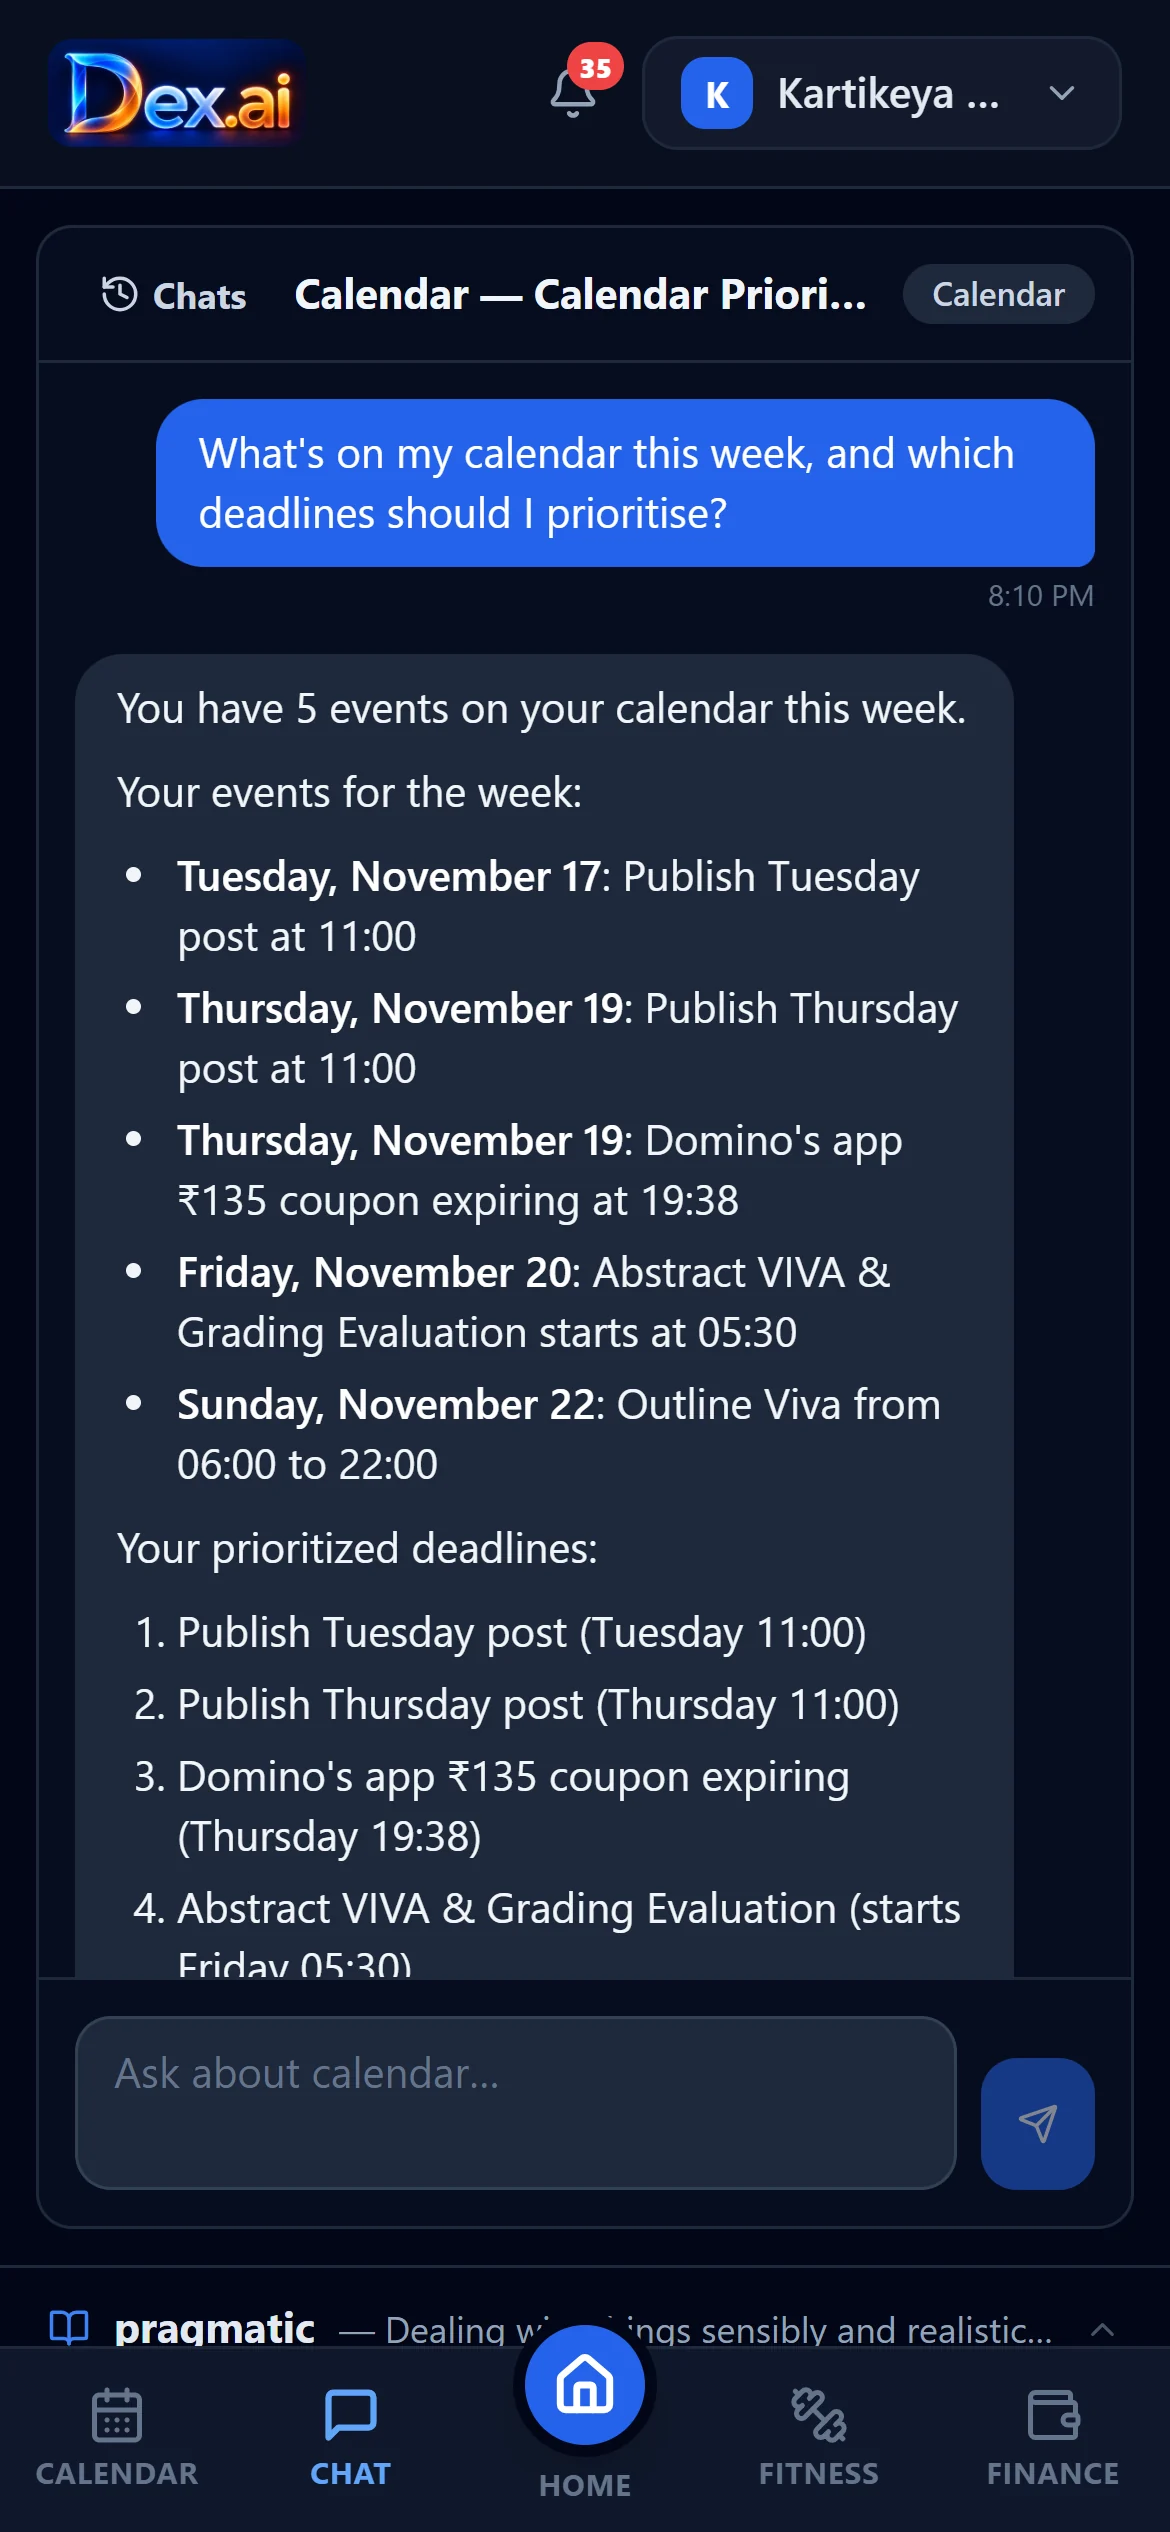 Dex.ai
35
K
Kartikeya ...
Chats
Calendar — Calendar Priori...
Calendar
What's on my calendar this week, and which
deadlines should I prioritise?
8:10 PM
You have 5 events on your calendar this week.
Your events for the week:
• Tuesday, November 17: Publish Tuesday
post at 11:00
• Thursday, November 19: Publish Thursday
post at 11:00
• Thursday, November 19: Domino's app
₹135 coupon expiring at 19:38
• Friday, November 20: Abstract VIVA &
Grading Evaluation starts at 05:30
• Sunday, November 22: Outline Viva from
06:00 to 22:00
Your prioritized deadlines:
1. Publish Tuesday post (Tuesday 11:00)
2. Publish Thursday post (Thursday 11:00)
3. Domino's app ₹135 coupon expiring
(Thursday 19:38)
4. Abstract VIVA & Grading Evaluation (starts
Friday 05:30)
Ask about calendar...
pragmatic — Dealing sensibly and realistic...
CALENDAR
CHAT
HOME
FITNESS
FINANCE